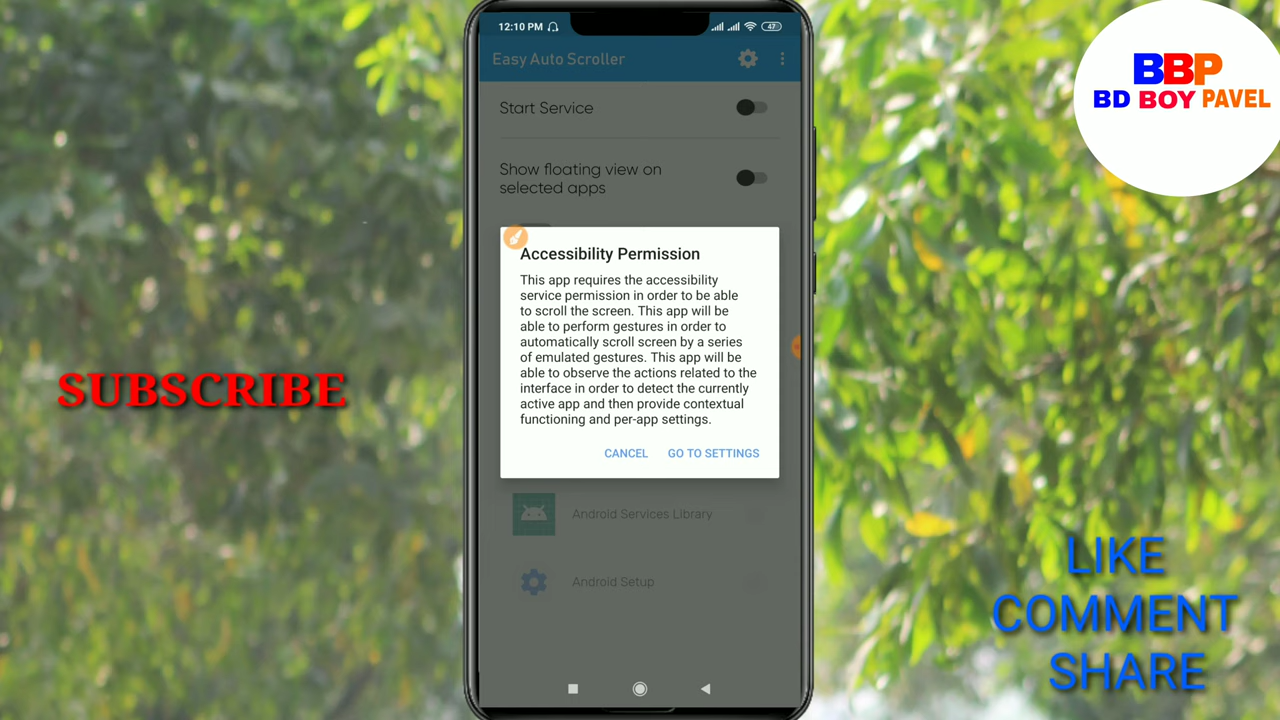 12:10 PM
47
Easy Auto Scroller
Start Service
Show floating view on
selected apps
Accessibility Permission
This app requires the accessibility
service permission in order to be able
to scroll the screen. This app will be
able to perform gestures in order to
automatically scroll screen by a series
of emulated gestures. This app will be
able to observe the actions related to the
interface in order to detect the currently
active app and then provide contextual
functioning and per-app settings.
CANCEL GO TO SETTINGS
Android Services Library
Android Setup
SUBSCRIBE
BBP
BD BOY PAVEL
LIKE
COMMENT
SHARE